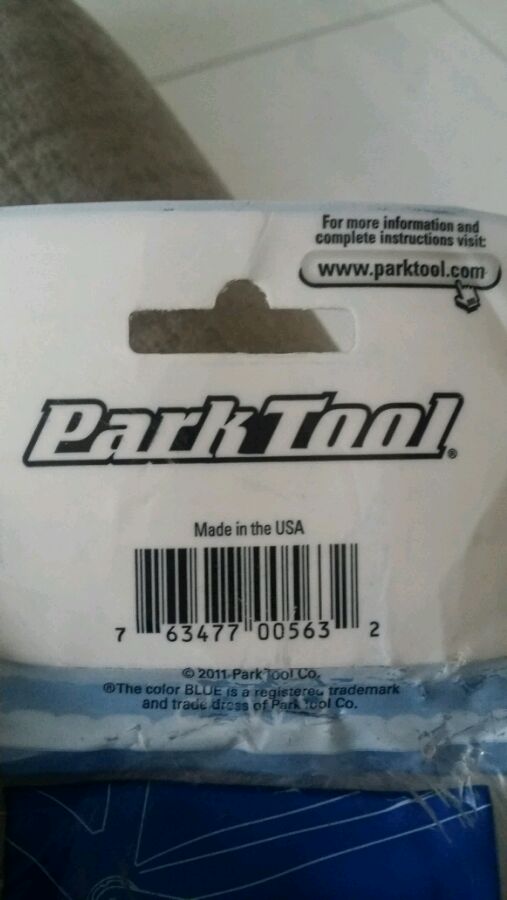 For more information and
complete instructions visit:
www.parktool.com
Park Tool®
Made in the USA
7 63477 00563 2
© 2011 Park Tool Co.
®The color BLUE is a registered trademark
and trade dress of Park Tool Co.